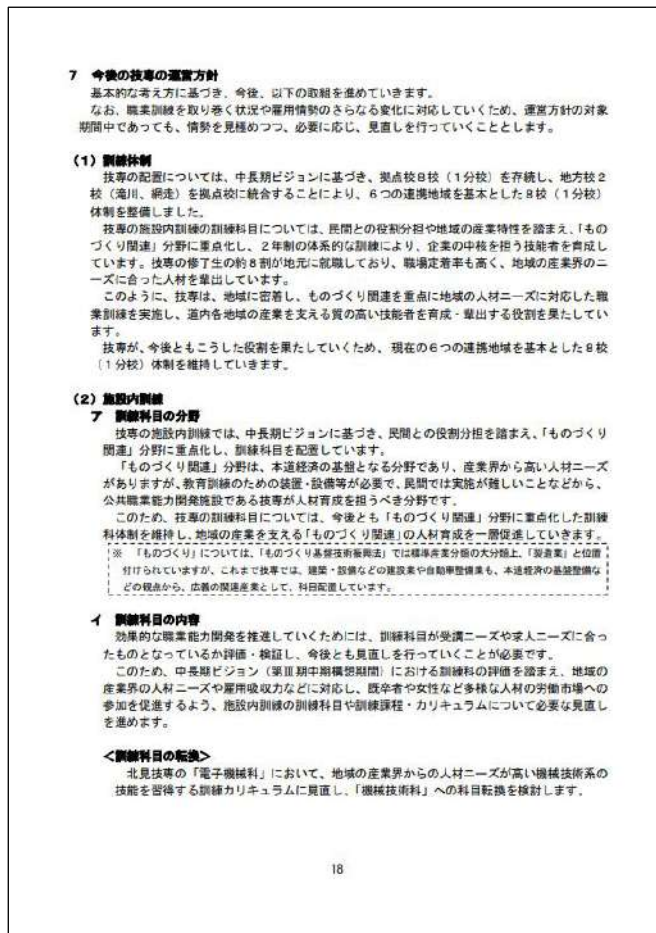 7 今後の技専の運営方針
基本的な考え方に基づき、今後、以下の取組を進めていきます。
なお、職業訓練を取り巻く状況や雇用情勢のさらなる変化に対応していくため、運営方針の対象
期間中であっても、情勢を見極めつつ、必要に応じ、見直しを行っていくこととします。
(1)訓練体制
技専の配置については、中長期ビジョンに基づき、拠点校8校(1分校)を存続し、地方校2
校(滝川、網走)を拠点校に統合することにより、6つの連携地域を基本とした8校(1分校)
体制を整備しました。
技専の施設内訓練の訓練科目については、民間との役割分担や地域の産業特性を踏まえ、「もの
づくり関連」分野に重点化し、2年制の体系的な訓練により、企業の中核を担う技能者を育成し
ています。技専の修了生の約8割が地元に就職しており、職場定着率も高く、地域の産業界のニ
ーズに合った人材を輩出しています。
このように、技専は、地域に密着し、ものづくり関連を重点に地域の人材ニーズに対応した職
業訓練を実施し、道内各地域の産業を支える質の高い技能者を育成・輩出する役割を果たしてい
ます。
技専が、今後ともこうした役割を果たしていくため、現在の6つの連携地域を基本とした8校
(1分校)体制を維持していきます。
(2)施設内訓練
ア 訓練科目の分野
技専の施設内訓練では、中長期ビジョンに基づき、民間との役割分担を踏まえ、「ものづくり
関連」分野に重点化し、訓練科目を配置しています。
「ものづくり関連」分野は、本道経済の基盤となる分野であり、産業界から高い人材ニーズ
がありますが、教育訓練のための装置・設備等が必要で、民間では実施が難しいことなどから、
公共職業能力開発施設である技専が人材育成を担うべき分野です。
このため、技専の訓練科目については、今後とも「ものづくり関連」分野に重点化した訓練
科体制を維持し、地域の産業を支える「ものづくり関連」の人材育成を一層促進していきます。
※ 「ものづくり」については、「ものづくり基盤技術振興法」では標準産業分類の大分類上、「製造業」と位置
付けられていますが、これまで技専では、建築・設備などの建設業や自動車整備業も、本道経済の基盤整備な
どの観点から、広義の関連産業として、科目配置しています。
イ 訓練科目の内容
効果的な職業能力開発を推進していくためには、訓練科目が受講ニーズや求人ニーズに合っ
たものとなっているか評価・検証し、今後とも見直しを行っていくことが必要です。
このため、中長期ビジョン(第Ⅲ期中期構想期間)における訓練科の評価を踏まえ、地域の
産業界の人材ニーズや雇用吸収力などに対応し、既卒者や女性など多様な人材の労働市場への
参加を促進するよう、施設内訓練の訓練科目や訓練課程・カリキュラムについて必要な見直し
を進めます。
<訓練科目の転換>
北見技専の「電子機械科」において、地域の産業界からの人材ニーズが高い機械技術系の
技能を習得する訓練カリキュラムに見直し、「機械技術科」への科目転換を検討します。
18